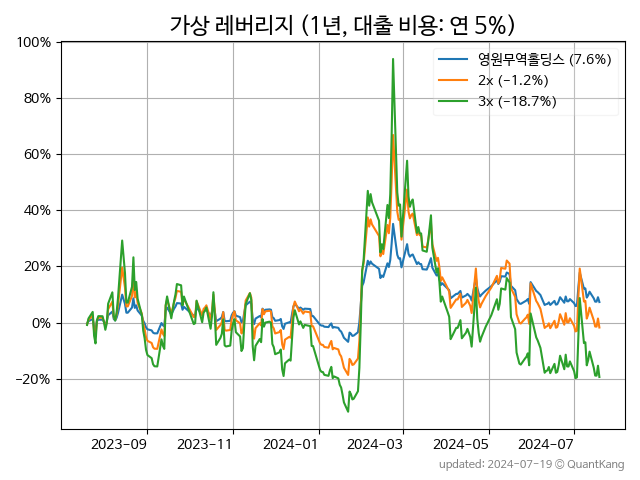 가상 레버리지 (1년, 대출 비용: 연 5%)
100%
80%
60%
40%
20%
0%
−20%
영원무역홀딩스 (7.6%)
2x (−1.2%)
3x (−18.7%)
2023-09
2023-11
2024-01
2024-03
2024-05
2024-07
updated: 2024-07-19 © QuantKang